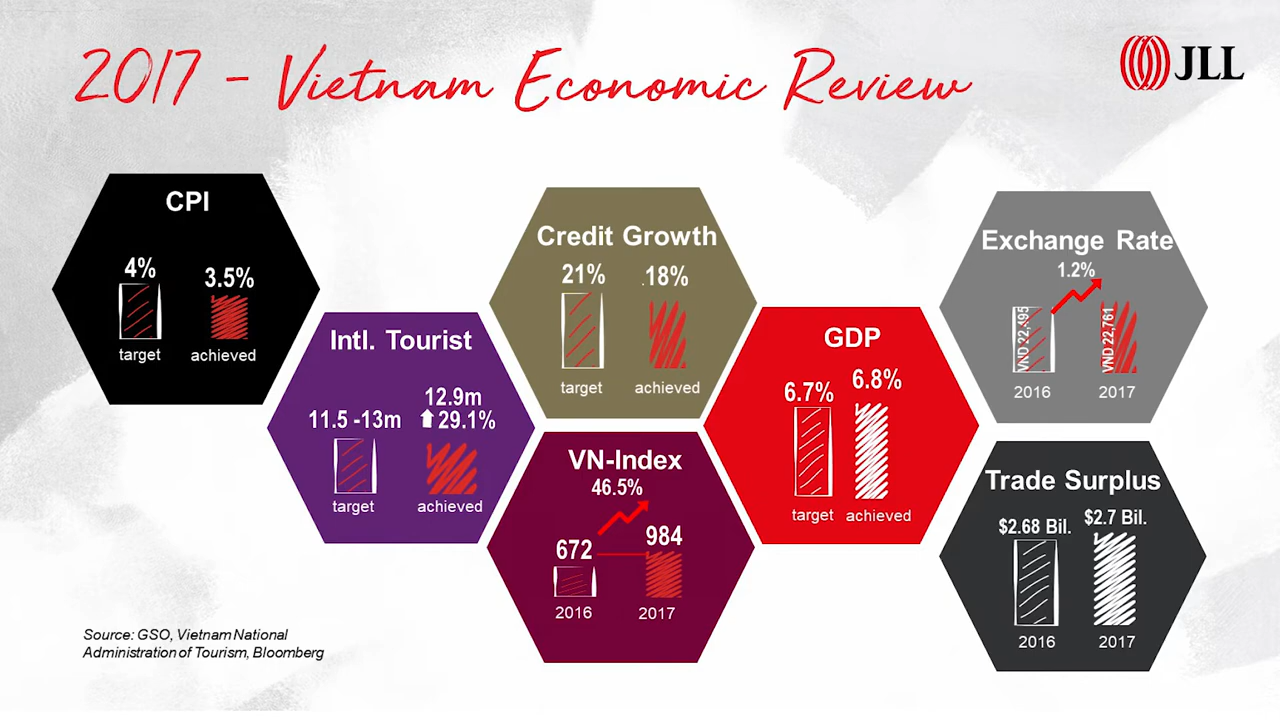 2017 - Vietnam Economic Review
JLL
CPI
4%
3.5%
target
achieved
Intl. Tourist
11.5 -13m
12.9m
29.1%
target
achieved
Credit Growth
21%
.18%
target
achieved
VN-Index
46.5%
672
984
2016
2017
GDP
6.7%
6.8%
target
achieved
Exchange Rate
1.2%
VND 22,495
VND 22,761
2016
2017
Trade Surplus
$2.68 Bil.
$2.7 Bil.
2016
2017
Source: GSO, Vietnam National
Administration of Tourism, Bloomberg